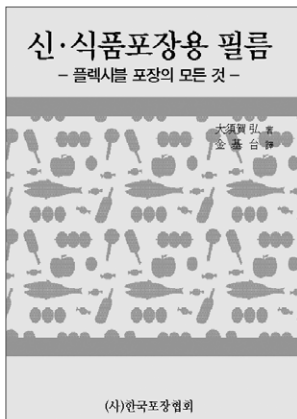 신·식품포장용 필름
– 플렉시블 포장의 모든 것 –
大須賀 弘 著
金基台 譯
(사)한국포장협회